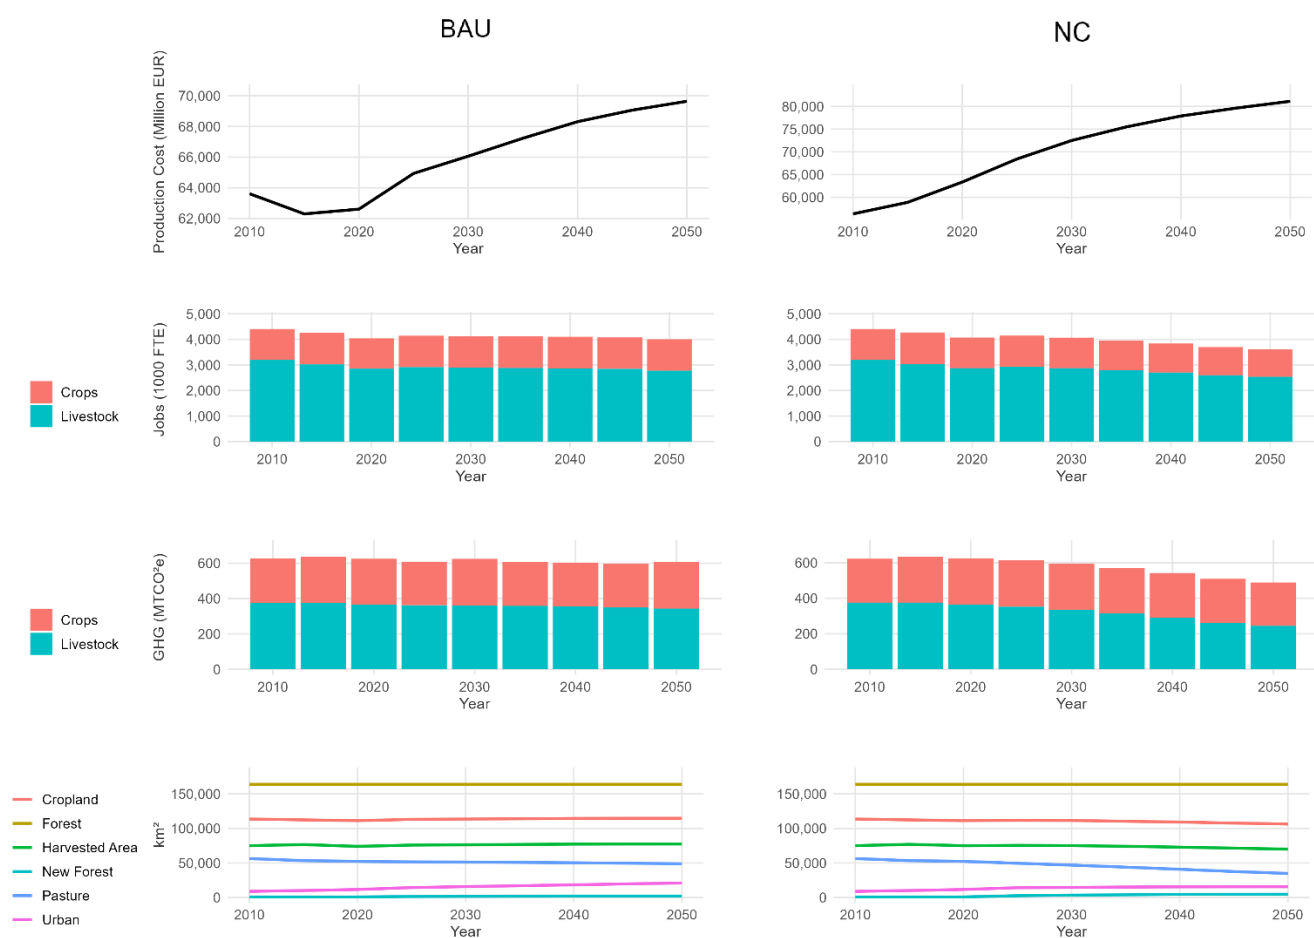 BAU
NC
Production Cost (Million EUR)
70,000
68,000
66,000
64,000
62,000
2010 2020 2030 2040 2050
Year
80,000
75,000
70,000
65,000
60,000
2010 2020 2030 2040 2050
Year
Crops
Livestock
Jobs (1000 FTE)
5,000
4,000
3,000
2,000
1,000
0
2010 2020 2030 2040 2050
Year
5,000
4,000
3,000
2,000
1,000
0
2010 2020 2030 2040 2050
Year
Crops
Livestock
GHG (MTCO²e)
600
400
200
0
2010 2020 2030 2040 2050
Year
600
400
200
0
2010 2020 2030 2040 2050
Year
Cropland
Forest
Harvested Area
New Forest
Pasture
Urban
km²
150,000
100,000
50,000
0
2010 2020 2030 2040 2050
Year
150,000
100,000
50,000
0
2010 2020 2030 2040 2050
Year